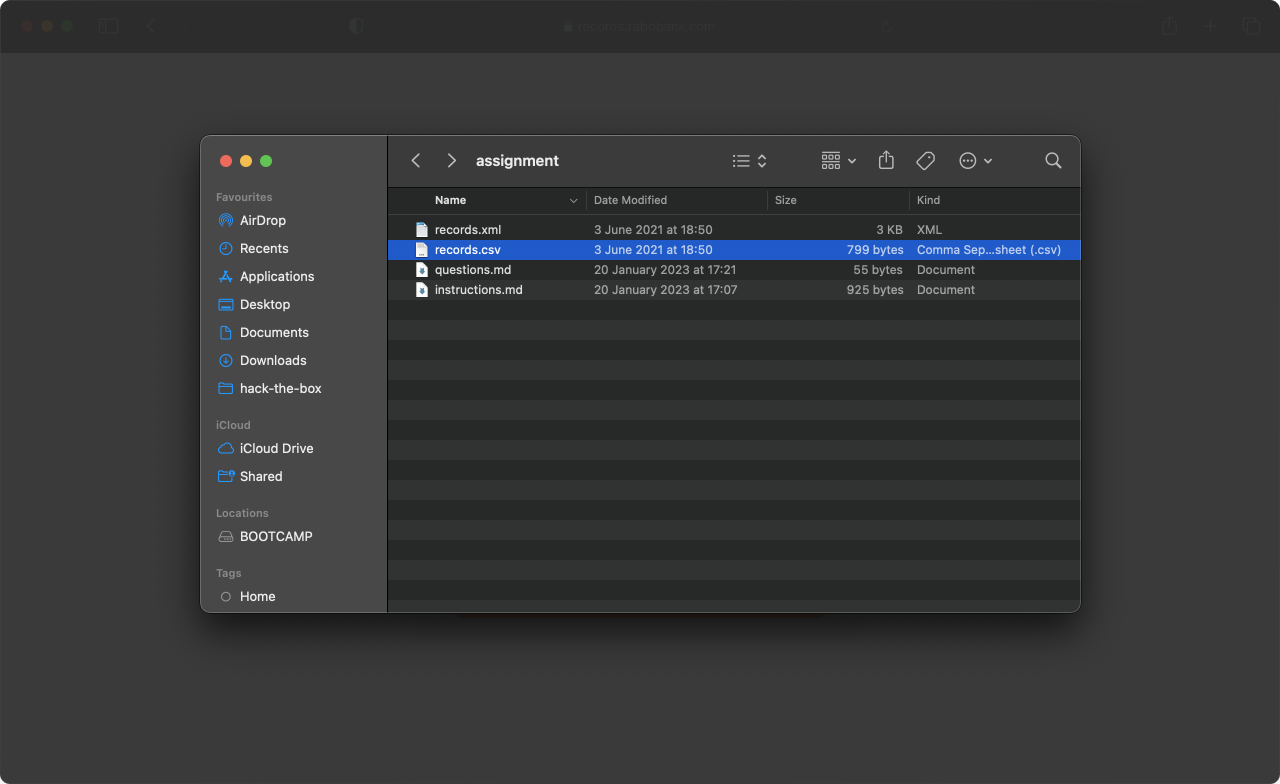 assignment
Favourites
AirDrop
Recents
Applications
Desktop
Documents
Downloads
hack-the-box
iCloud
iCloud Drive
Shared
Locations
BOOTCAMP
Tags
Home
Name Date Modified Size Kind
records.xml 3 June 2021 at 18:50 3 KB XML
records.csv 3 June 2021 at 18:50 799 bytes Comma Sep...sheet (.csv)
questions.md 20 January 2023 at 17:21 55 bytes Document
instructions.md 20 January 2023 at 17:07 925 bytes Document